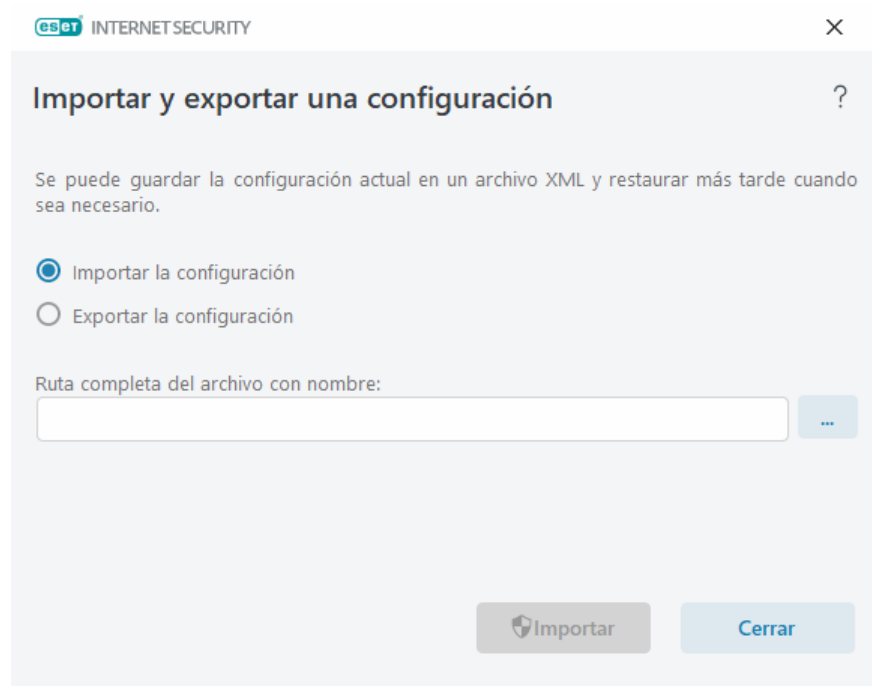 eset INTERNET SECURITY
Importar y exportar una configuración
?
Se puede guardar la configuración actual en un archivo XML y restaurar más tarde cuando
sea necesario.
Importar la configuración
Exportar la configuración
Ruta completa del archivo con nombre:
...
Importar
Cerrar